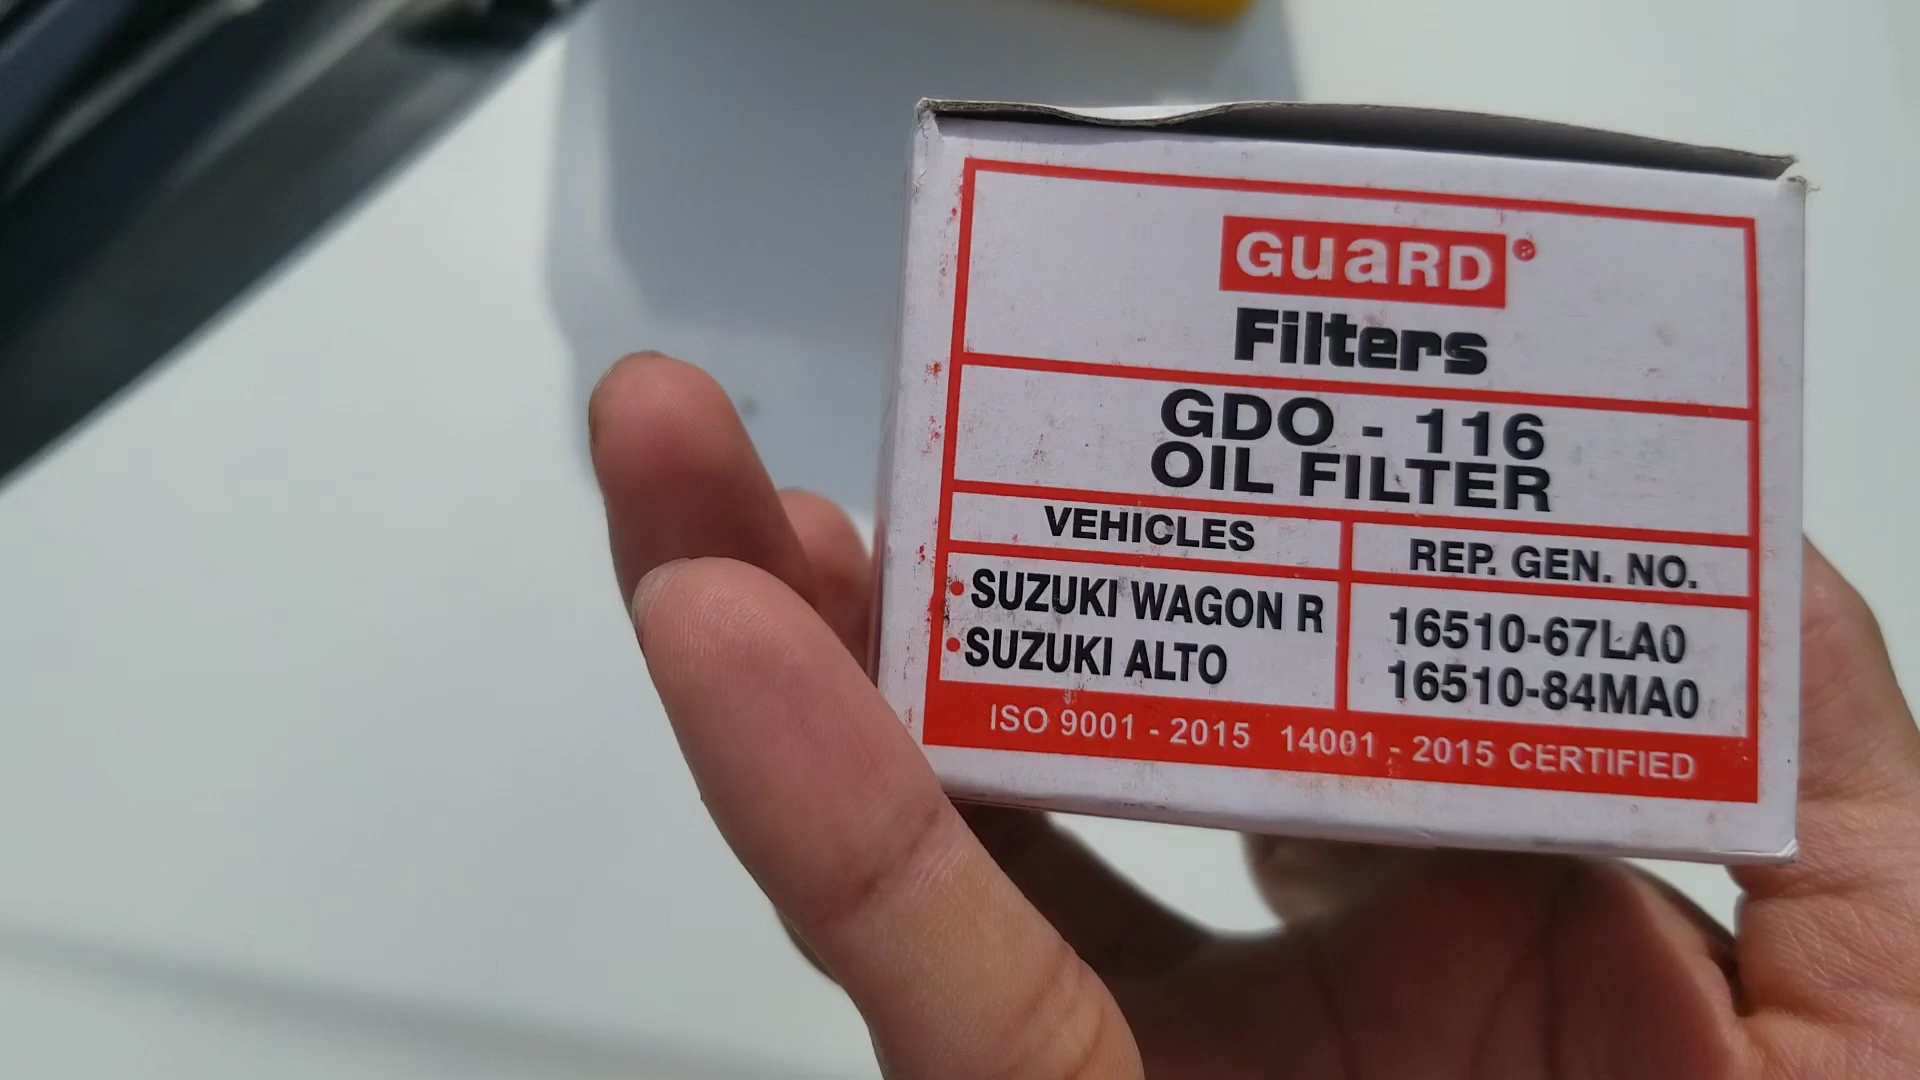 GUaRD®
Filters
GDO - 116
OIL FILTER
VEHICLES
REP. GEN. NO.
•SUZUKI WAGON R
•SUZUKI ALTO
16510-67LA0
16510-84MA0
ISO 9001 - 2015 14001 - 2015 CERTIFIED